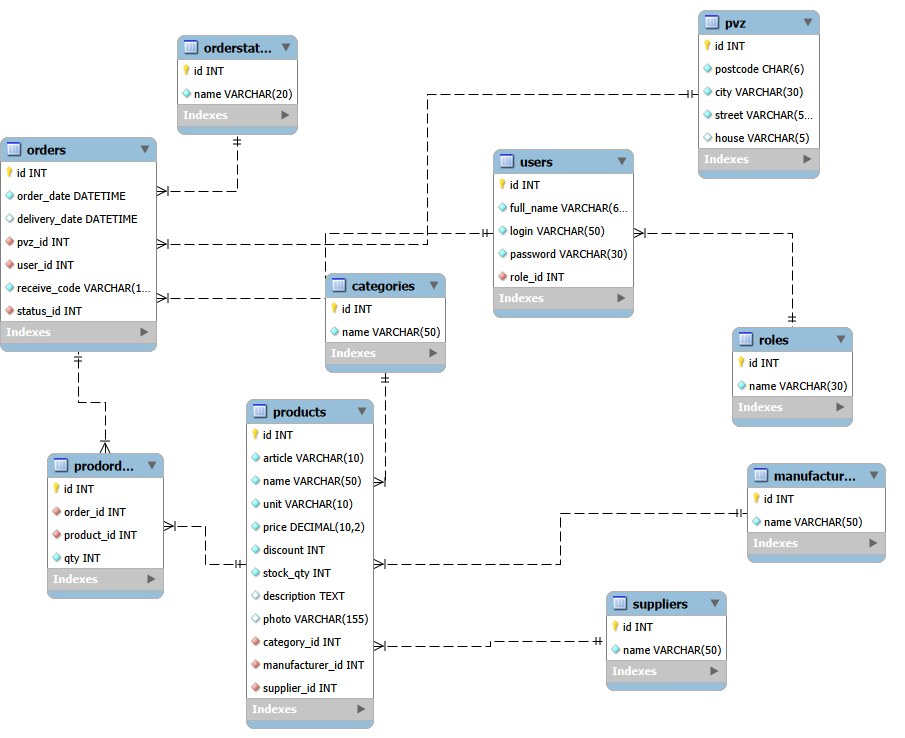 pvz
id INT
postcode CHAR(6)
city VARCHAR(30)
street VARCHAR(5...
house VARCHAR(5)
Indexes
orderstat...
id INT
name VARCHAR(20)
Indexes
orders
id INT
order_date DATETIME
delivery_date DATETIME
pvz_id INT
user_id INT
receive_code VARCHAR(1...
status_id INT
Indexes
users
id INT
full_name VARCHAR(6...
login VARCHAR(50)
password VARCHAR(30)
role_id INT
Indexes
categories
id INT
name VARCHAR(50)
Indexes
roles
id INT
name VARCHAR(30)
Indexes
products
id INT
article VARCHAR(10)
name VARCHAR(50)
unit VARCHAR(10)
price DECIMAL(10,2)
discount INT
stock_qty INT
description TEXT
photo VARCHAR(155)
category_id INT
manufacturer_id INT
supplier_id INT
Indexes
prodord...
id INT
order_id INT
product_id INT
qty INT
Indexes
manufactur...
id INT
name VARCHAR(50)
Indexes
suppliers
id INT
name VARCHAR(50)
Indexes